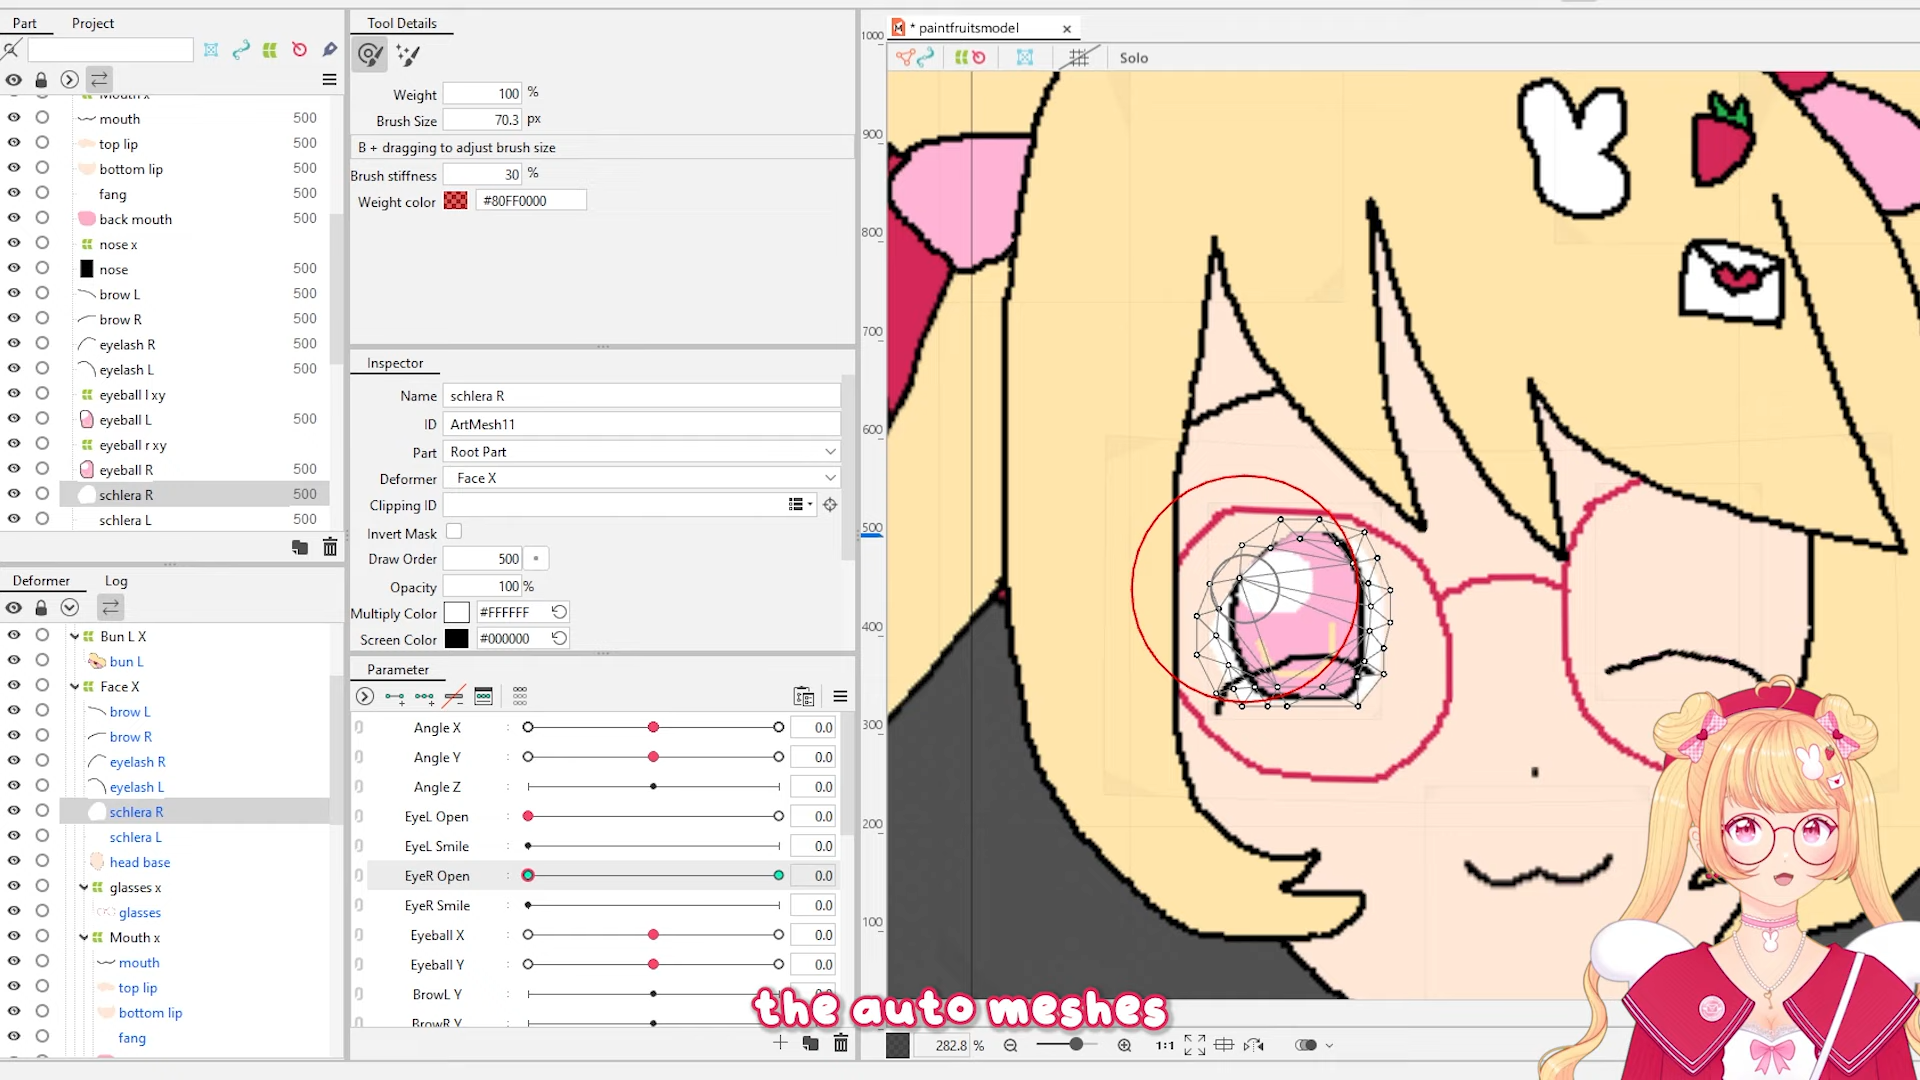 Part
Project
Mouth x
mouth 500
top lip 500
bottom lip 500
fang 500
back mouth 500
nose x
nose 500
brow L 500
brow R 500
eyelash R 500
eyelash L 500
eyeball l xy
eyeball L 500
eyeball r xy
eyeball R 500
schlera R 500
schlera L 500
Deformer
Log
Bun L X
bun L
Face X
brow L
brow R
eyelash R
eyelash L
schlera R
schlera L
head base
glasses x
glasses
Mouth x
mouth
top lip
bottom lip
fang
Tool Details
Weight 100 %
Brush Size 70.3 px
B + dragging to adjust brush size
Brush stiffness 30 %
Weight color #80FF0000
Inspector
Name schlera R
ID ArtMesh11
Part Root Part
Deformer Face X
Clipping ID
Invert Mask
Draw Order 500
Opacity 100 %
Multiply Color #FFFFFF
Screen Color #000000
Parameter
Angle X : 0.0
Angle Y : 0.0
Angle Z : 0.0
EyeL Open : 0.0
EyeL Smile : 0.0
EyeR Open : 0.0
EyeR Smile : 0.0
Eyeball X : 0.0
Eyeball Y : 0.0
BrowL Y : 0.0
BrowR Y
* paintfruitsmodel
Solo
1000
900
800
700
600
500
400
300
200
100
the auto meshes
282.8 %
1:1